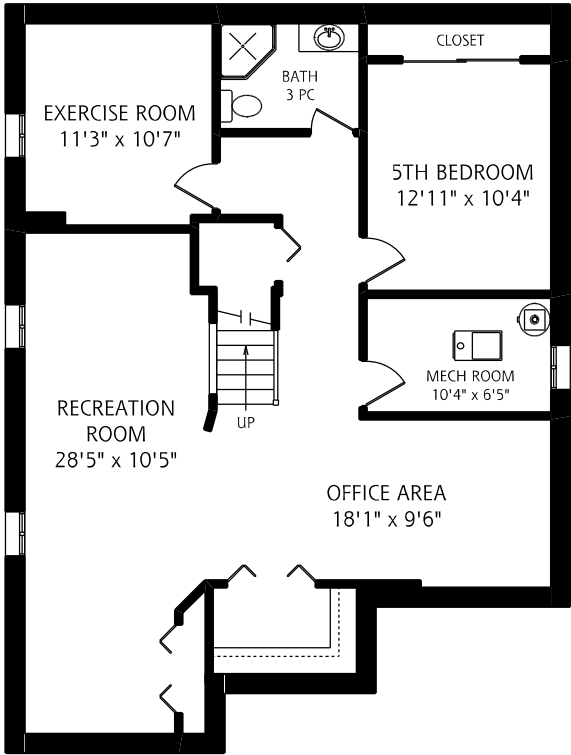 CLOSET
BATH
3 PC
EXERCISE ROOM
11'3" x 10'7"
5TH BEDROOM
12'11" x 10'4"
MECH ROOM
10'4" x 6'5"
RECREATION
ROOM
28'5" x 10'5"
UP
OFFICE AREA
18'1" x 9'6"